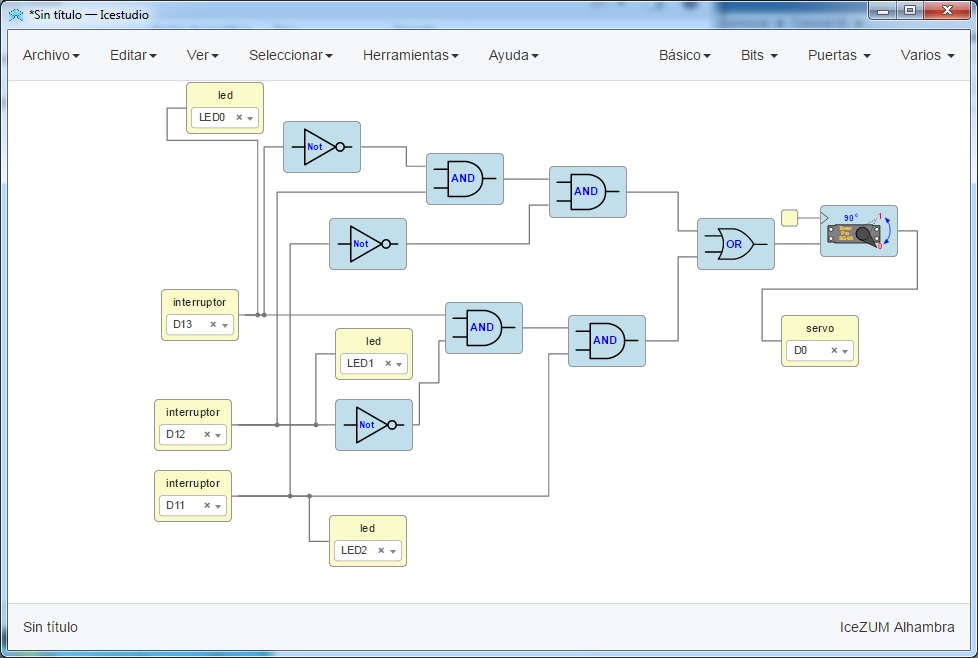 *Sin título — Icestudio
Archivo Editar Ver Seleccionar Herramientas Ayuda Básico Bits Puertas Varios
led
LED0
Not
AND
AND
Not
OR
90°
1
0
interruptor
D13
AND
led
LED1
AND
servo
D0
interruptor
D12
Not
interruptor
D11
led
LED2
Sin título
IceZUM Alhambra